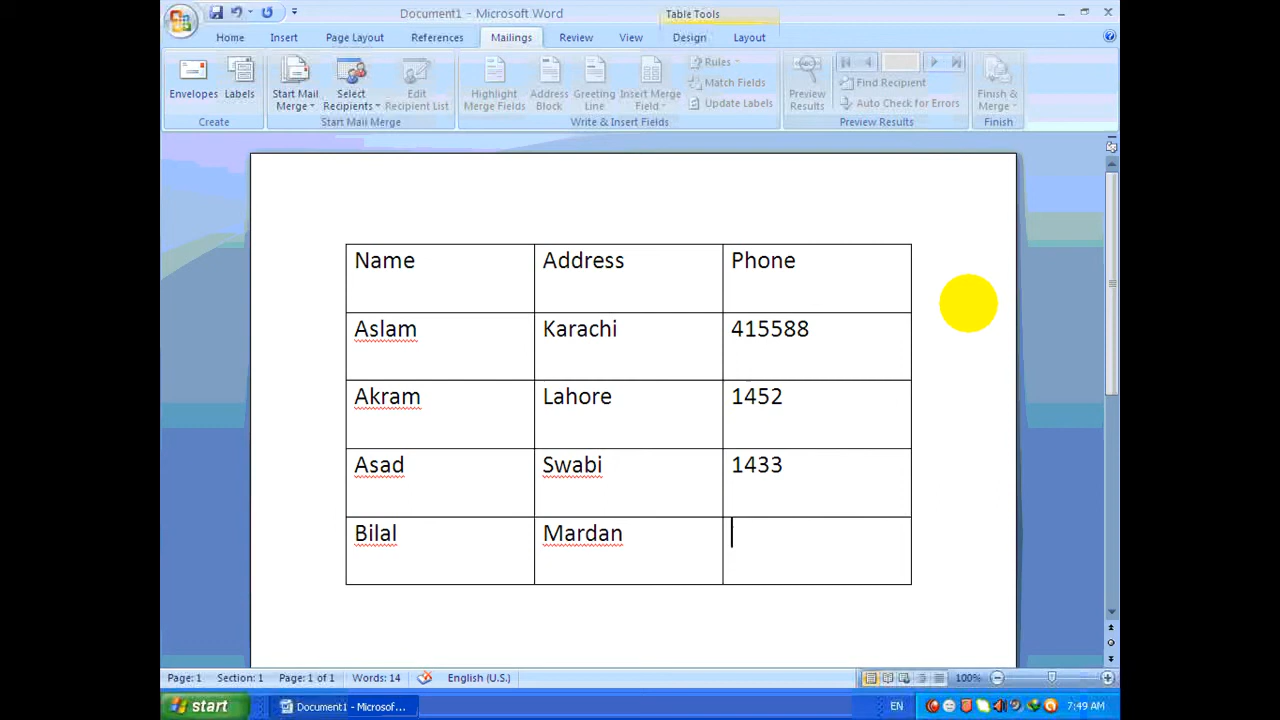 Document1 - Microsoft Word
Table Tools
Home Insert Page Layout References Mailings Review View Design Layout
Envelopes Labels Start Mail Merge Select Recipients Edit Recipient List Highlight Merge Fields Address Block Greeting Line Insert Merge Field Rules Match Fields Update Labels Preview Results Find Recipient Auto Check for Errors Finish & Merge
Create Start Mail Merge Write & Insert Fields Preview Results Finish
Name Address Phone
Aslam Karachi 415588
Akram Lahore 1452
Asad Swabi 1433
Bilal Mardan
Page: 1 Section: 1 Page: 1 of 1 Words: 14 English (U.S.) 100%
start Document1 - Microsof... EN 7:49 AM